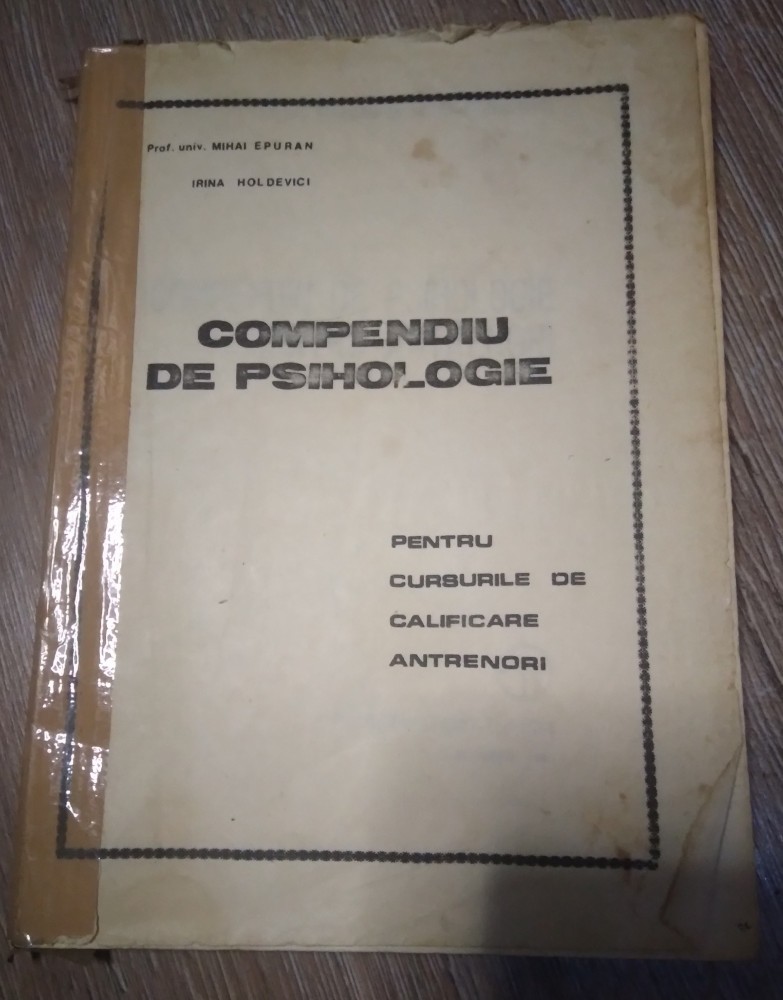 Prof. univ. MIHAI EPURAN
IRINA HOLDEVICI
COMPENDIU
DE PSIHOLOGIE
PENTRU
CURSURILE DE
CALIFICARE
ANTRENORI